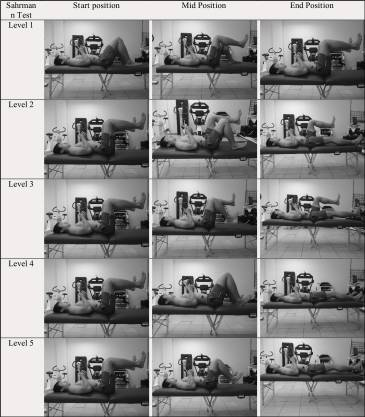 Sahrman
n Test
Start position
Mid Position
End Position
Level 1
Level 2
Level 3
Level 4
Level 5